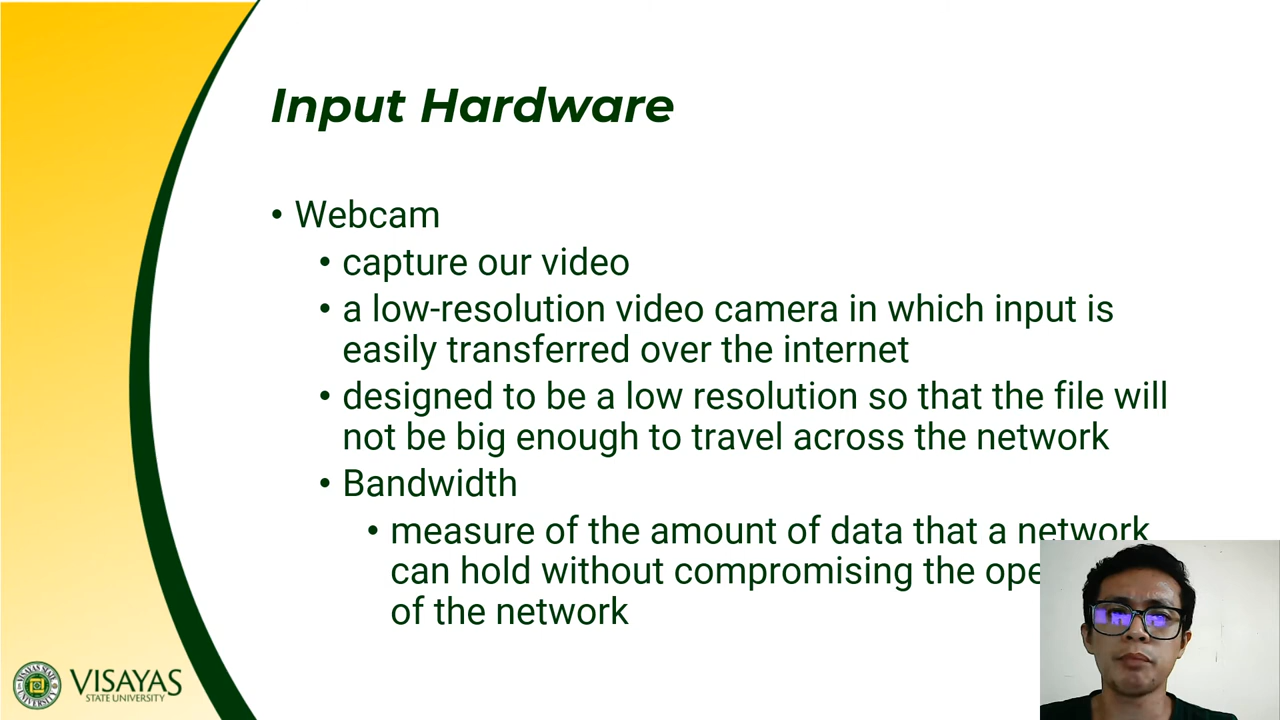 Input Hardware
• Webcam
• capture our video
• a low-resolution video camera in which input is
easily transferred over the internet
• designed to be a low resolution so that the file will
not be big enough to travel across the network
• Bandwidth
• measure of the amount of data that a network
can hold without compromising the ope
of the network
VISAYAS
STATE UNIVERSITY
VISAYAS STATE
UNIVERSITY